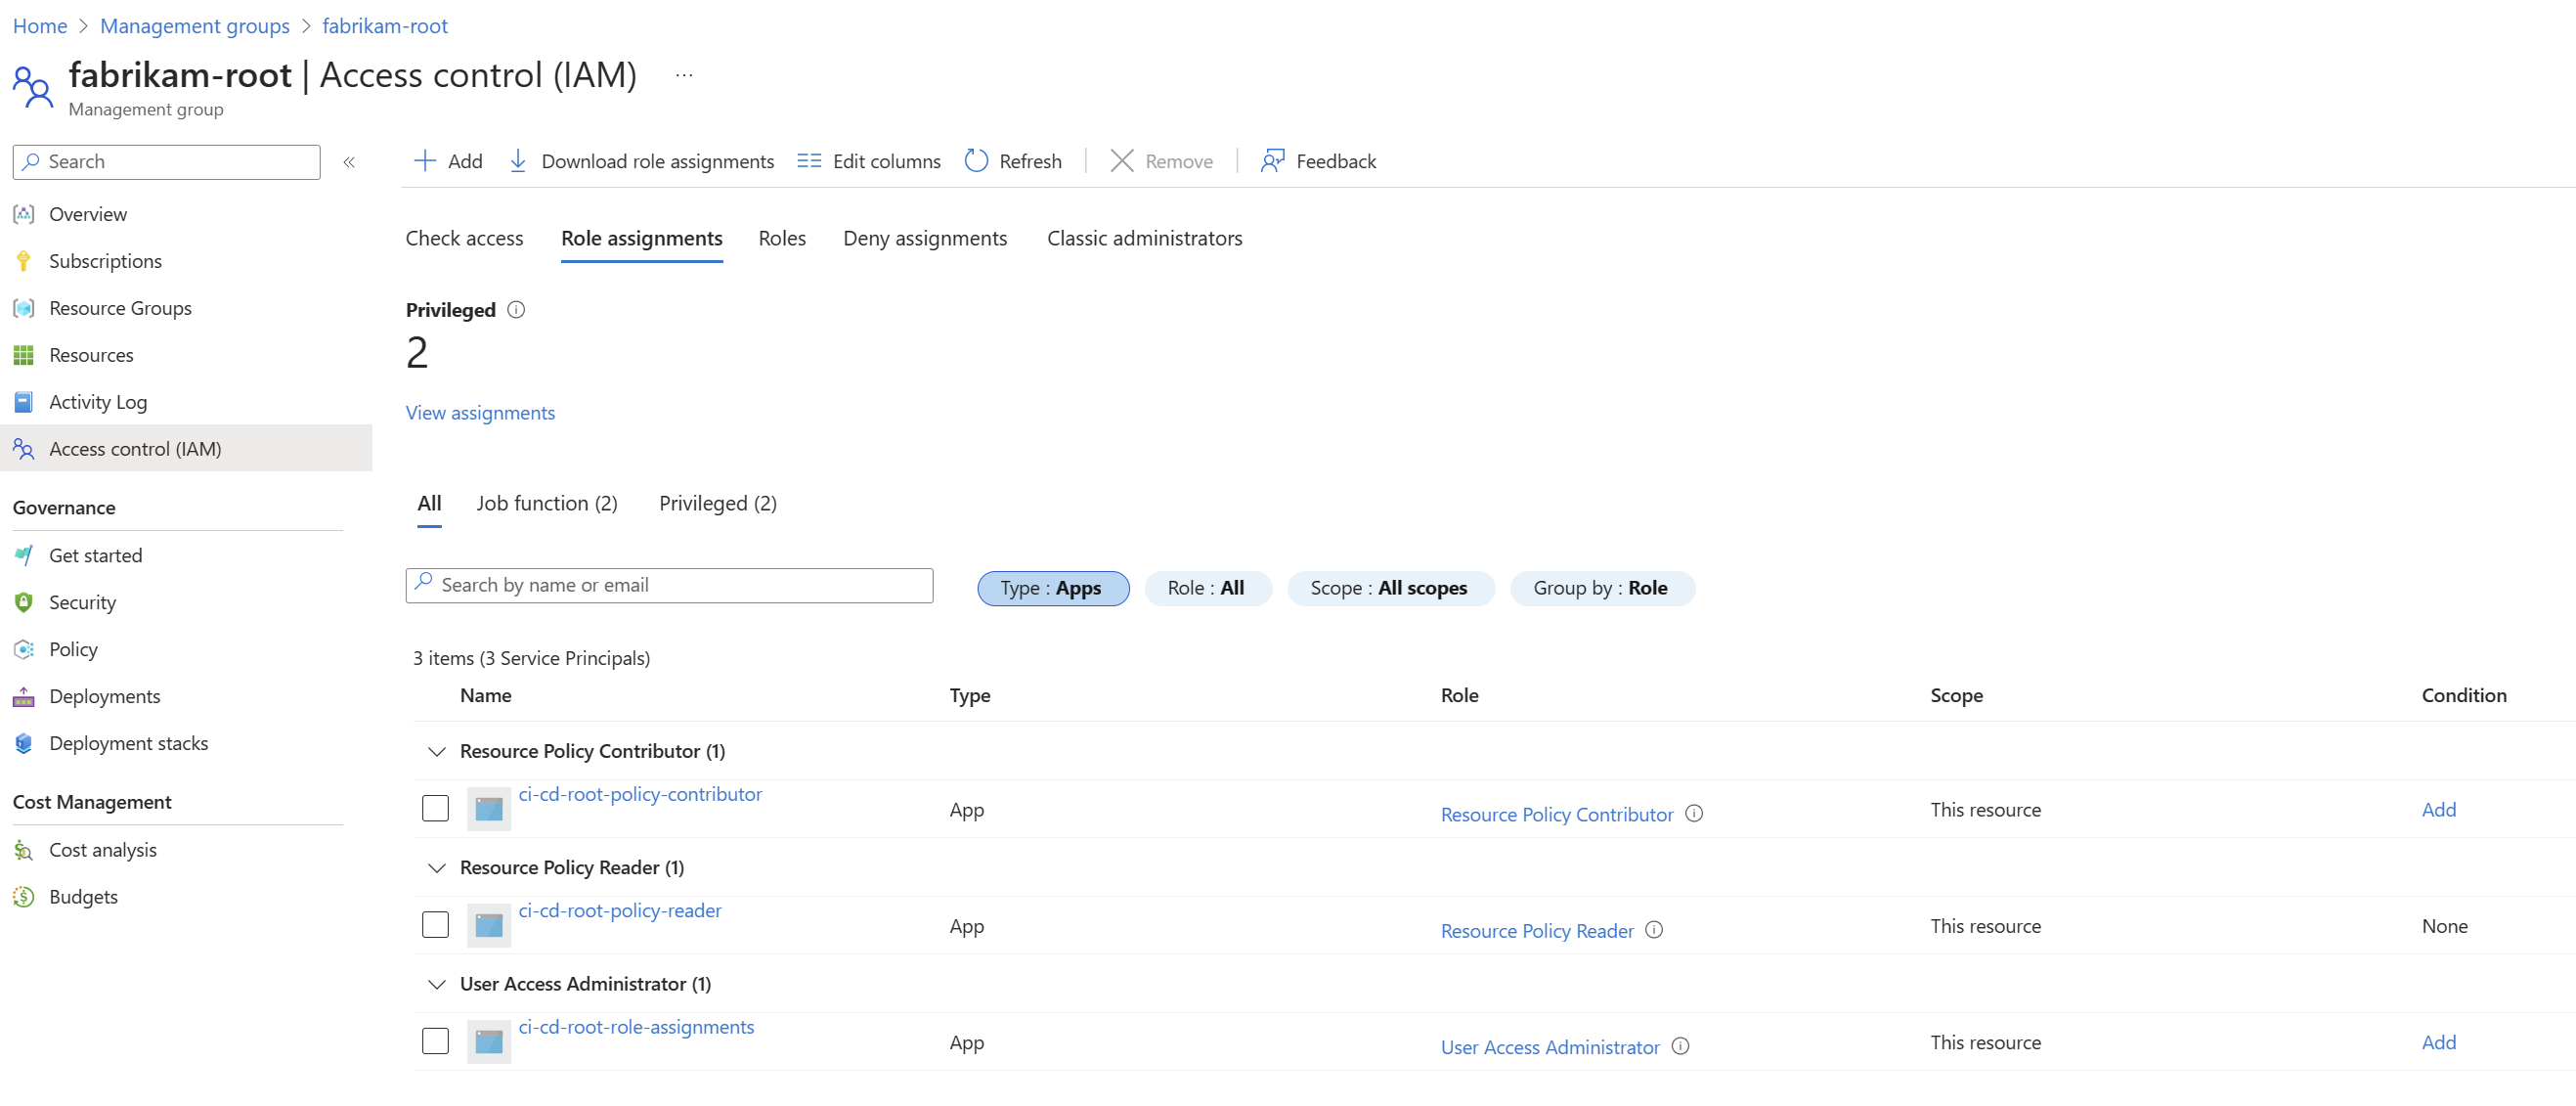 Home > Management groups > fabrikam-root
fabrikam-root | Access control (IAM) ...
Management group
Search «
Overview
Subscriptions
Resource Groups
Resources
Activity Log
Access control (IAM)
Governance
Get started
Security
Policy
Deployments
Deployment stacks
Cost Management
Cost analysis
Budgets
Add Download role assignments Edit columns Refresh Remove Feedback
Check access Role assignments Roles Deny assignments Classic administrators
Privileged
2
View assignments
All Job function (2) Privileged (2)
Search by name or email Type : Apps Role : All Scope : All scopes Group by : Role
3 items (3 Service Principals)
Name Type Role Scope Condition
Resource Policy Contributor (1)
ci-cd-root-policy-contributor App Resource Policy Contributor This resource Add
Resource Policy Reader (1)
ci-cd-root-policy-reader App Resource Policy Reader This resource None
User Access Administrator (1)
ci-cd-root-role-assignments App User Access Administrator This resource Add